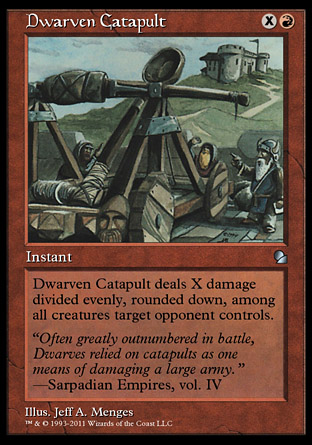 Dwarven Catapult X
Instant
Dwarven Catapult deals X damage
divided evenly, rounded down, among
all creatures target opponent controls.
“Often greatly outnumbered in battle,
Dwarves relied on catapults as one
means of damaging a large army.”
—Sarpadian Empires, vol. IV
Illus. Jeff A. Menges
™ & © 1993-2011 Wizards of the Coast LLC